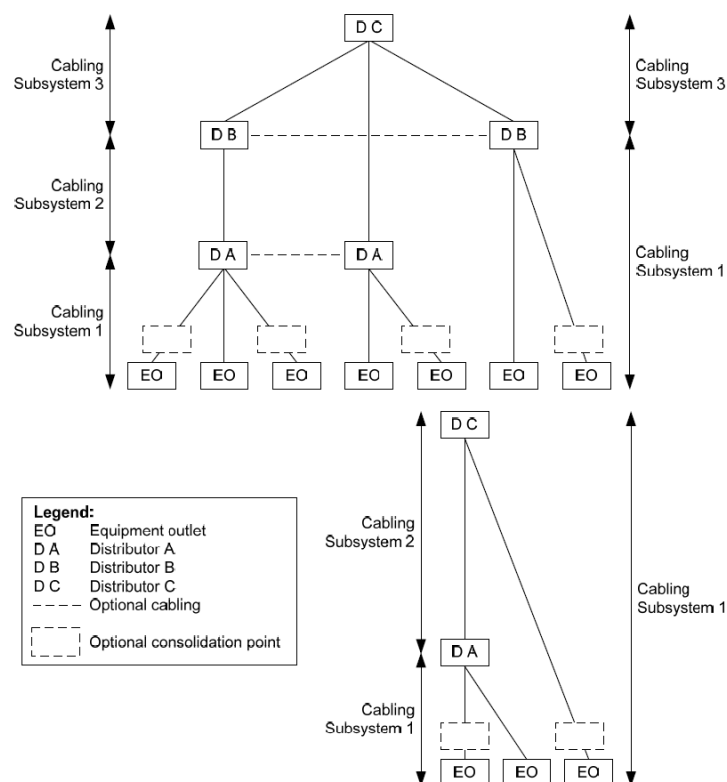 D C
Cabling
Subsystem 3
Cabling
Subsystem 3
D B
D B
Cabling
Subsystem 2
D A
D A
Cabling
Subsystem 1
Cabling
Subsystem 1
EO
EO
EO
EO
EO
EO
EO
D C
Cabling
Subsystem 2
Cabling
Subsystem 1
D A
Cabling
Subsystem 1
EO
EO
EO
Legend:
EO Equipment outlet
D A Distributor A
D B Distributor B
D C Distributor C
Optional cabling
Optional consolidation point